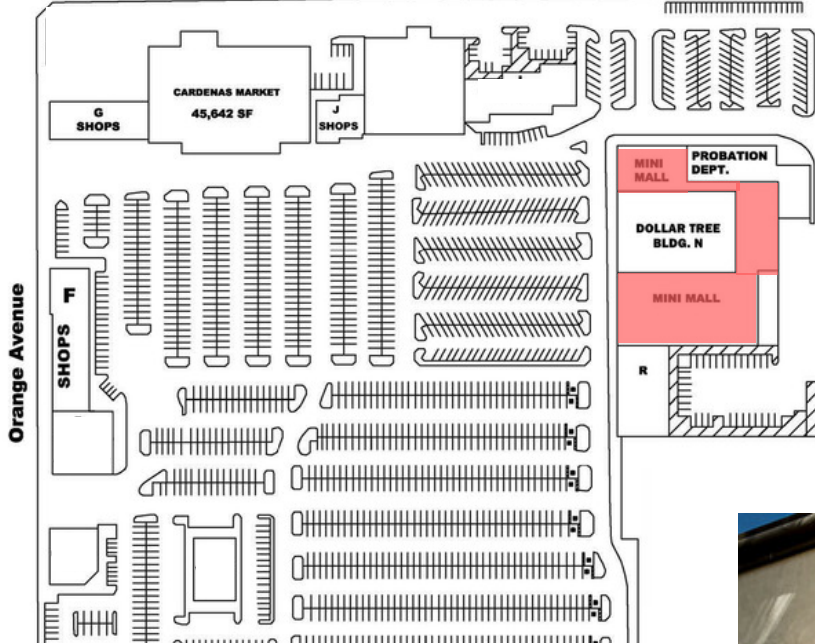 CARDENAS MARKET
45,642 SF
G
SHOPS
J
SHOPS
MINI
MALL
PROBATION
DEPT.
DOLLAR TREE
BLDG. N
MINI MALL
R
F
SHOPS
Orange Avenue